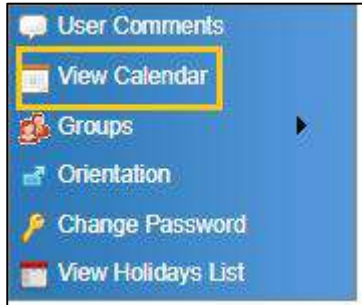 User Comments
View Calendar
Groups
Orientation
Change Password
View Holidays List